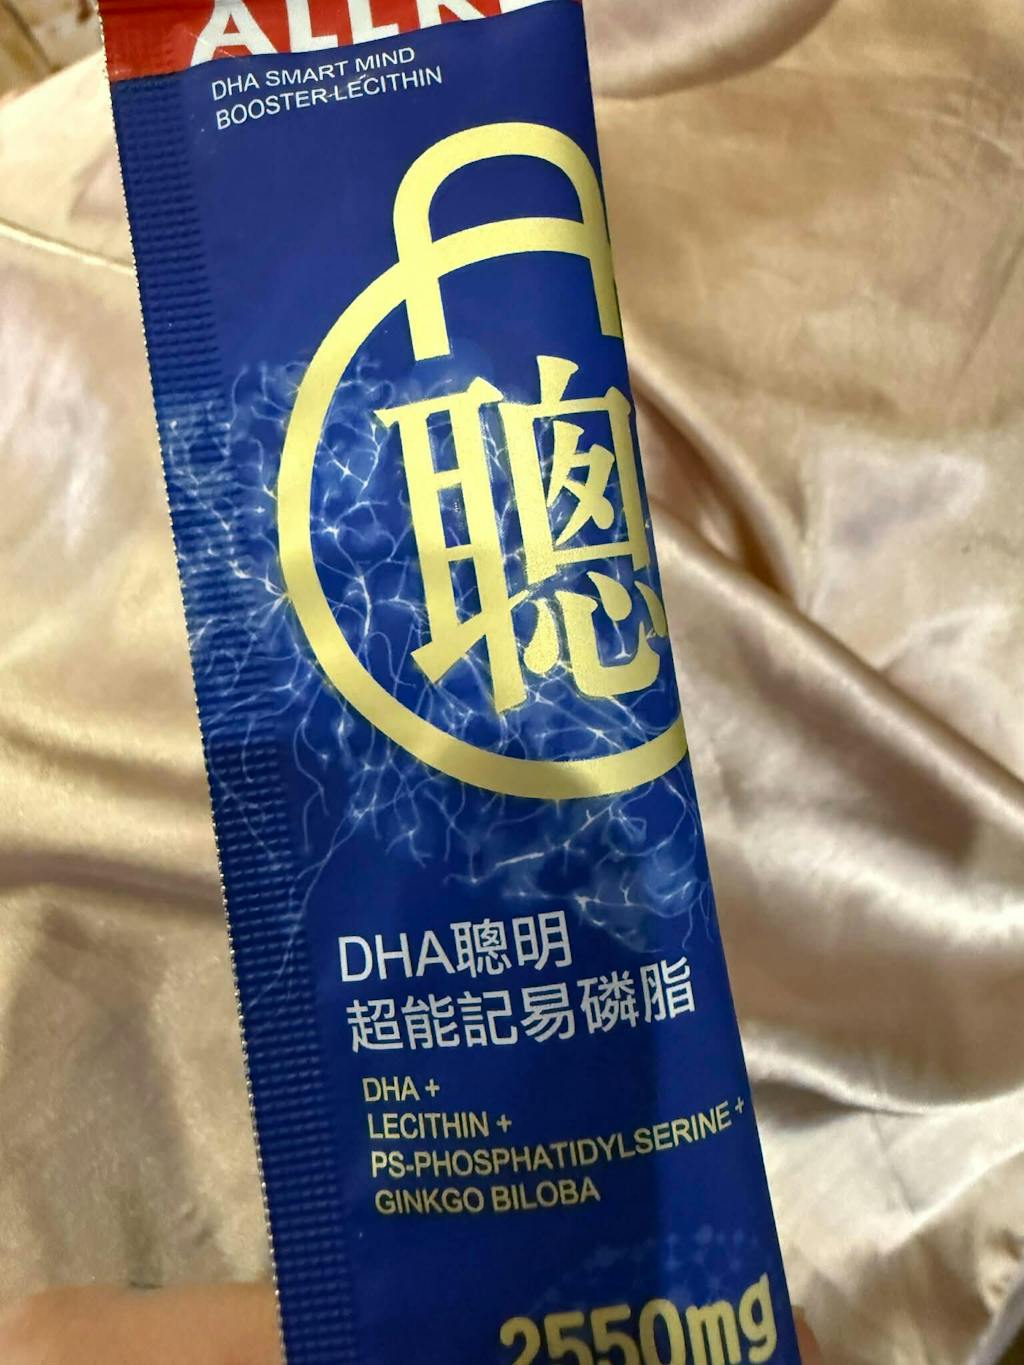 DHA SMART MIND
BOOSTER-LECITHIN
聰
DHA聰明
超能記易磷脂
DHA +
LECITHIN +
PS-PHOSPHATIDYLSERINE +
GINKGO BILOBA
2550mg